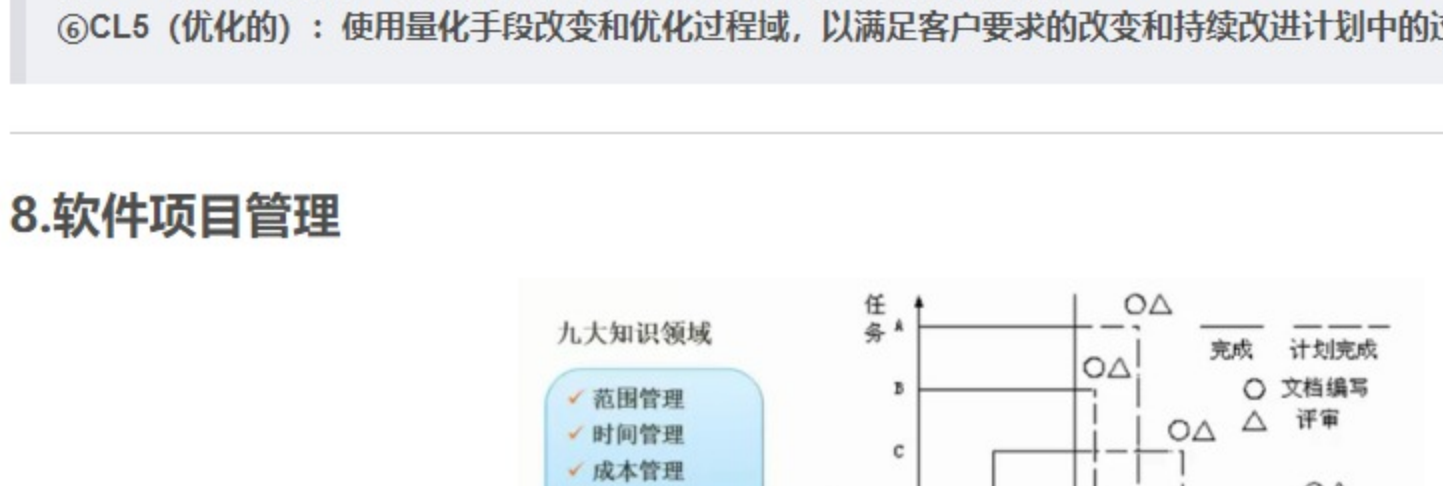 ⑥CL5（优化的）：使用量化手段改变和优化过程域，以满足客户要求的改变和持续改进计划中的过
8.软件项目管理
九大知识领域
范围管理
时间管理
成本管理
任务
A
B
C
完成 计划完成
文档编写
评审